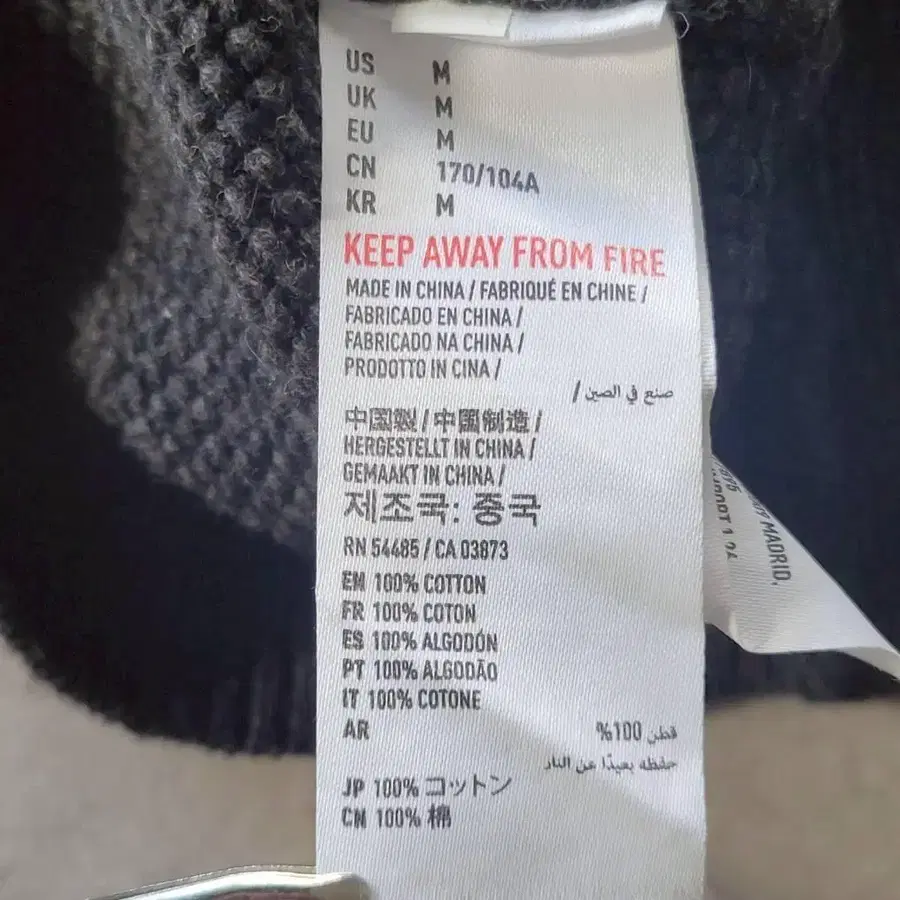 US M
UK M
EU M
CN 170/104A
KR M
KEEP AWAY FROM FIRE
MADE IN CHINA / FABRIQUÉ EN CHINE /
FABRICADO EN CHINA /
FABRICADO NA CHINA /
PRODOTTO IN CINA /
صنع في الصين /
中国製 / 中国制造 /
HERGESTELLT IN CHINA /
GEMAAKT IN CHINA /
제조국: 중국
RN 54485 / CA 03873
EN 100% COTTON
FR 100% COTON
ES 100% ALGODÓN
PT 100% ALGODÃO
IT 100% COTONE
AR قطن 100%
حفظه بعيدًا عن النار
JP 100% コットン
CN 100% 棉
MADRID,